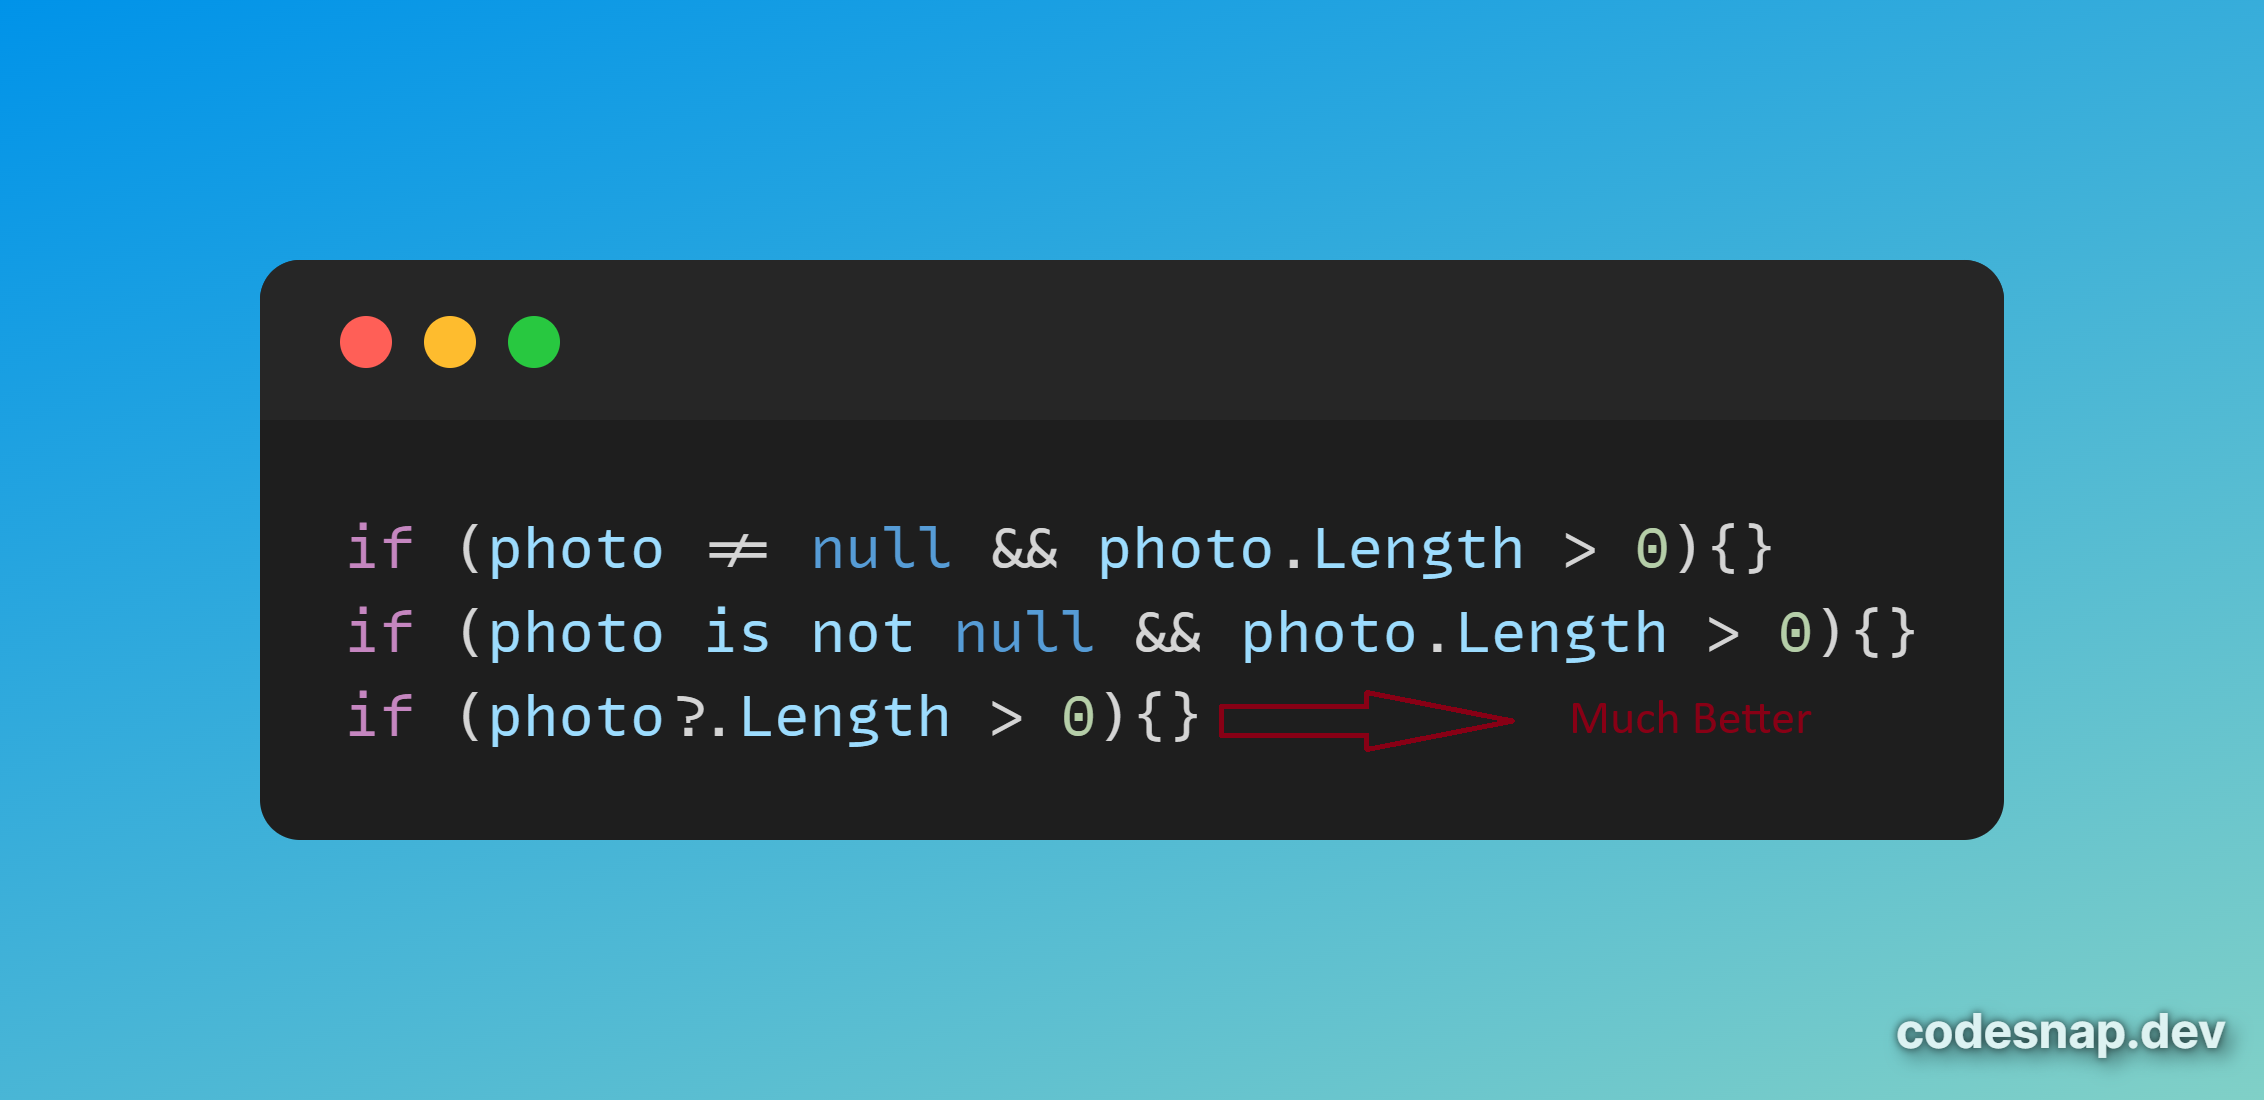 if (photo != null && photo.Length > 0){}
if (photo is not null && photo.Length > 0){}
if (photo?.Length > 0){} Much Better
codesnap.dev